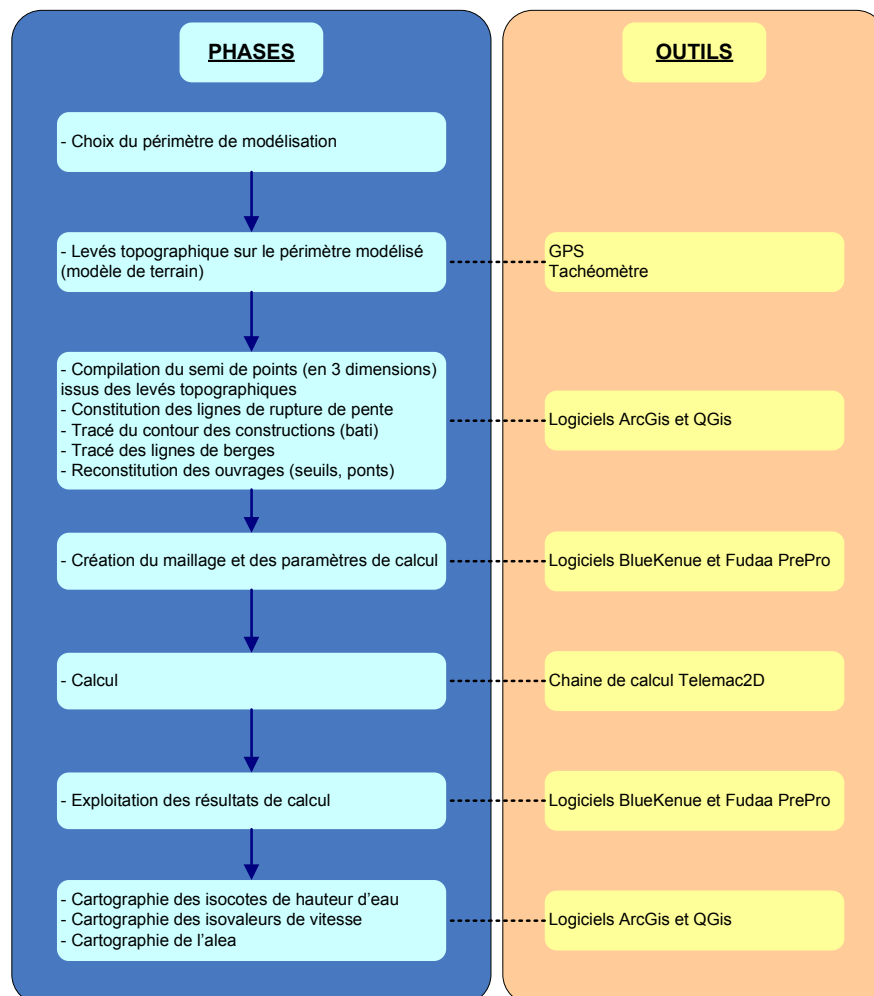 PHASES
OUTILS
- Choix du périmètre de modélisation
- Levés topographique sur le périmètre modélisé
(modèle de terrain)
GPS
Tachéomètre
- Compilation du semi de points (en 3 dimensions)
issus des levés topographiques
- Constitution des lignes de rupture de pente
- Tracé du contour des constructions (bati)
- Tracé des lignes de berges
- Reconstitution des ouvrages (seuils, ponts)
Logiciels ArcGis et QGis
- Création du maillage et des paramètres de calcul
Logiciels BlueKenue et Fudaa PrePro
- Calcul
Chaine de calcul Telemac2D
- Exploitation des résultats de calcul
Logiciels BlueKenue et Fudaa PrePro
- Cartographie des isocotes de hauteur d'eau
- Cartographie des isovaleurs de vitesse
- Cartographie de l'alea
Logiciels ArcGis et QGis